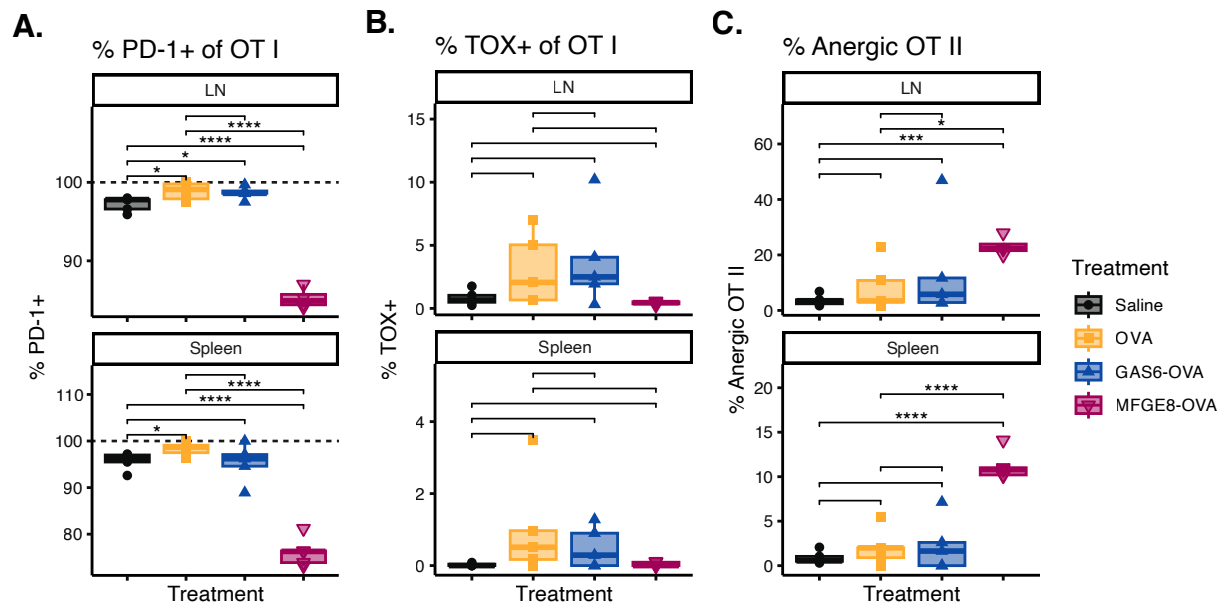 A.
% PD-1+ of OT I
LN
****
****
*
*
100
90
Spleen
****
****
*
110
100
90
80
% PD-1+
Treatment
B.
% TOX+ of OT I
LN
15
10
5
0
Spleen
4
2
0
% TOX+
Treatment
C.
% Anergic OT II
LN
*
***
60
40
20
0
Spleen
****
****
20
15
10
5
0
% Anergic OT II
Treatment
Treatment
Saline
OVA
GAS6-OVA
MFGE8-OVA